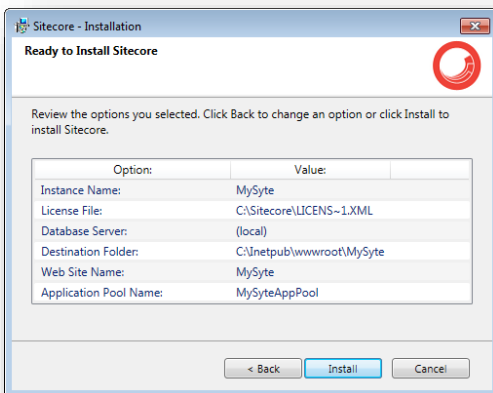 Sitecore - Installation
Ready to Install Sitecore
Review the options you selected. Click Back to change an option or click Install to
install Sitecore.
Option: Value:
Instance Name: MySyte
License File: C:\Sitecore\LICENS~1.XML
Database Server: (local)
Destination Folder: C:\Inetpub\wwwroot\MySyte
Web Site Name: MySyte
Application Pool Name: MySyteAppPool
< Back Install Cancel